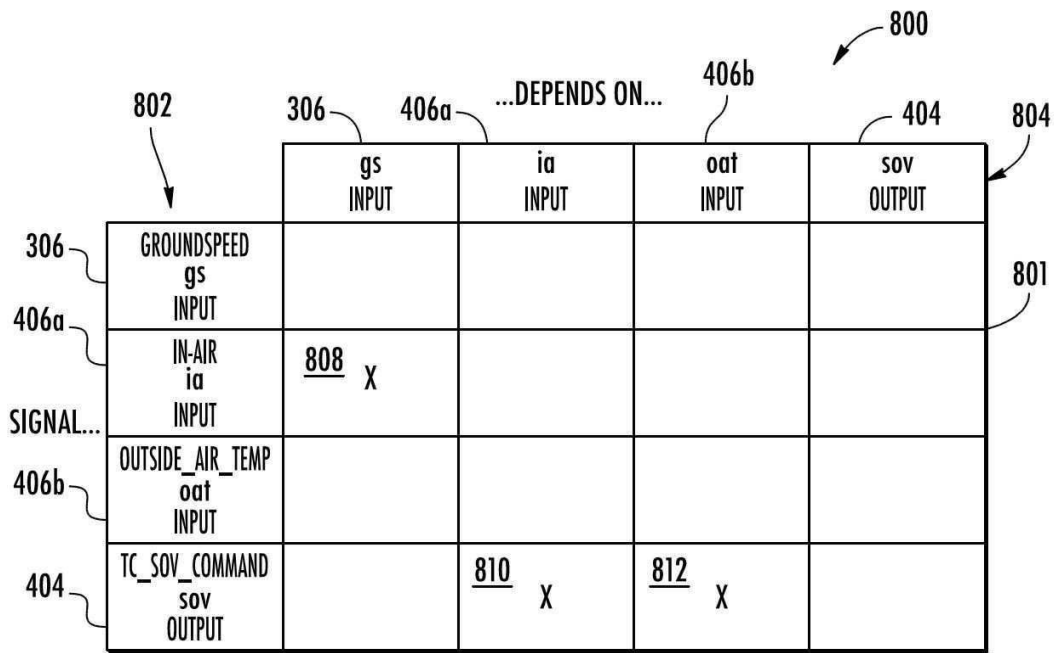 800
...DEPENDS ON...
802
306
406a
406b
404
804
gs
INPUT
ia
INPUT
oat
INPUT
sov
OUTPUT
306
GROUNDSPEED
gs
INPUT
801
406a
IN-AIR
ia
INPUT
808 X
SIGNAL...
406b
OUTSIDE_AIR_TEMP
oat
INPUT
404
TC_SOV_COMMAND
sov
OUTPUT
810 X
812 X